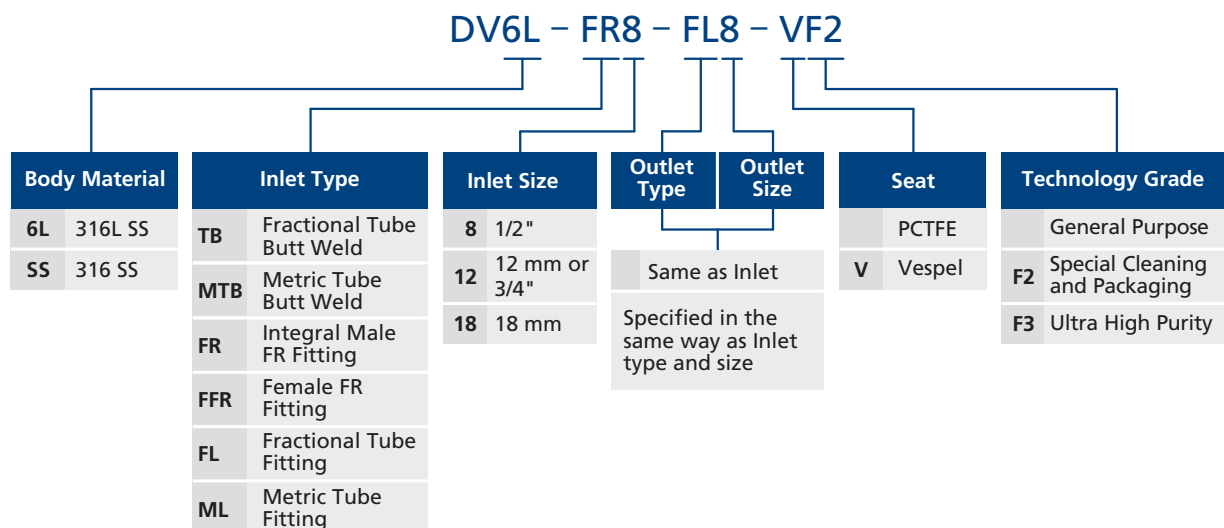 DV6L – FR8 – FL8 – VF2
Body Material
6L 316L SS
SS 316 SS
Inlet Type
TB Fractional Tube
Butt Weld
MTB Metric Tube
Butt Weld
FR Integral Male
FR Fitting
FFR Female FR
Fitting
FL Fractional Tube
Fitting
ML Metric Tube
Fitting
Inlet Size
8 1/2"
12 12 mm or
3/4"
18 18 mm
Outlet
Type
Outlet
Size
Same as Inlet
Specified in the
same way as Inlet
type and size
Seat
PCTFE
V Vespel
Technology Grade
General Purpose
F2 Special Cleaning
and Packaging
F3 Ultra High Purity